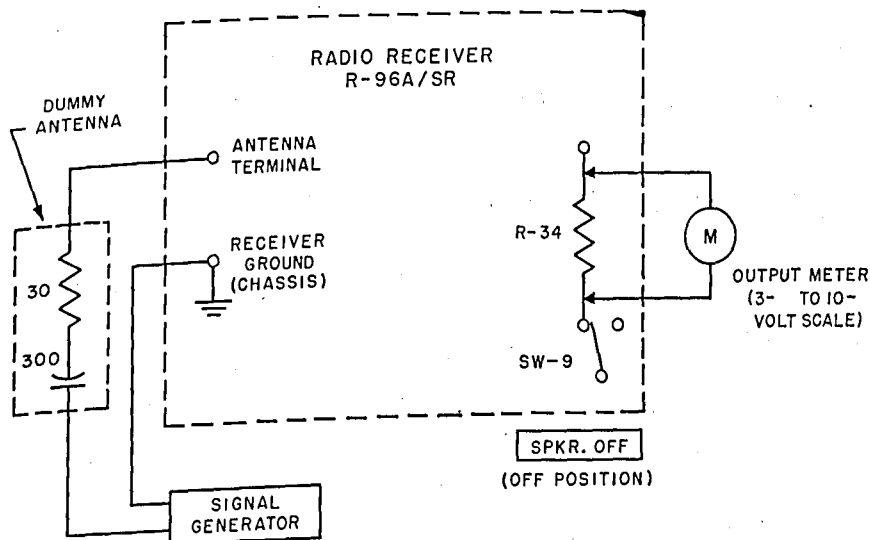 RADIO RECEIVER
R-96A/SR
DUMMY
ANTENNA
ANTENNA
TERMINAL
RECEIVER
GROUND
(CHASSIS)
30
300
R-34
M
OUTPUT METER
(3- TO 10-
VOLT SCALE)
SW-9
SPKR. OFF
(OFF POSITION)
SIGNAL
GENERATOR